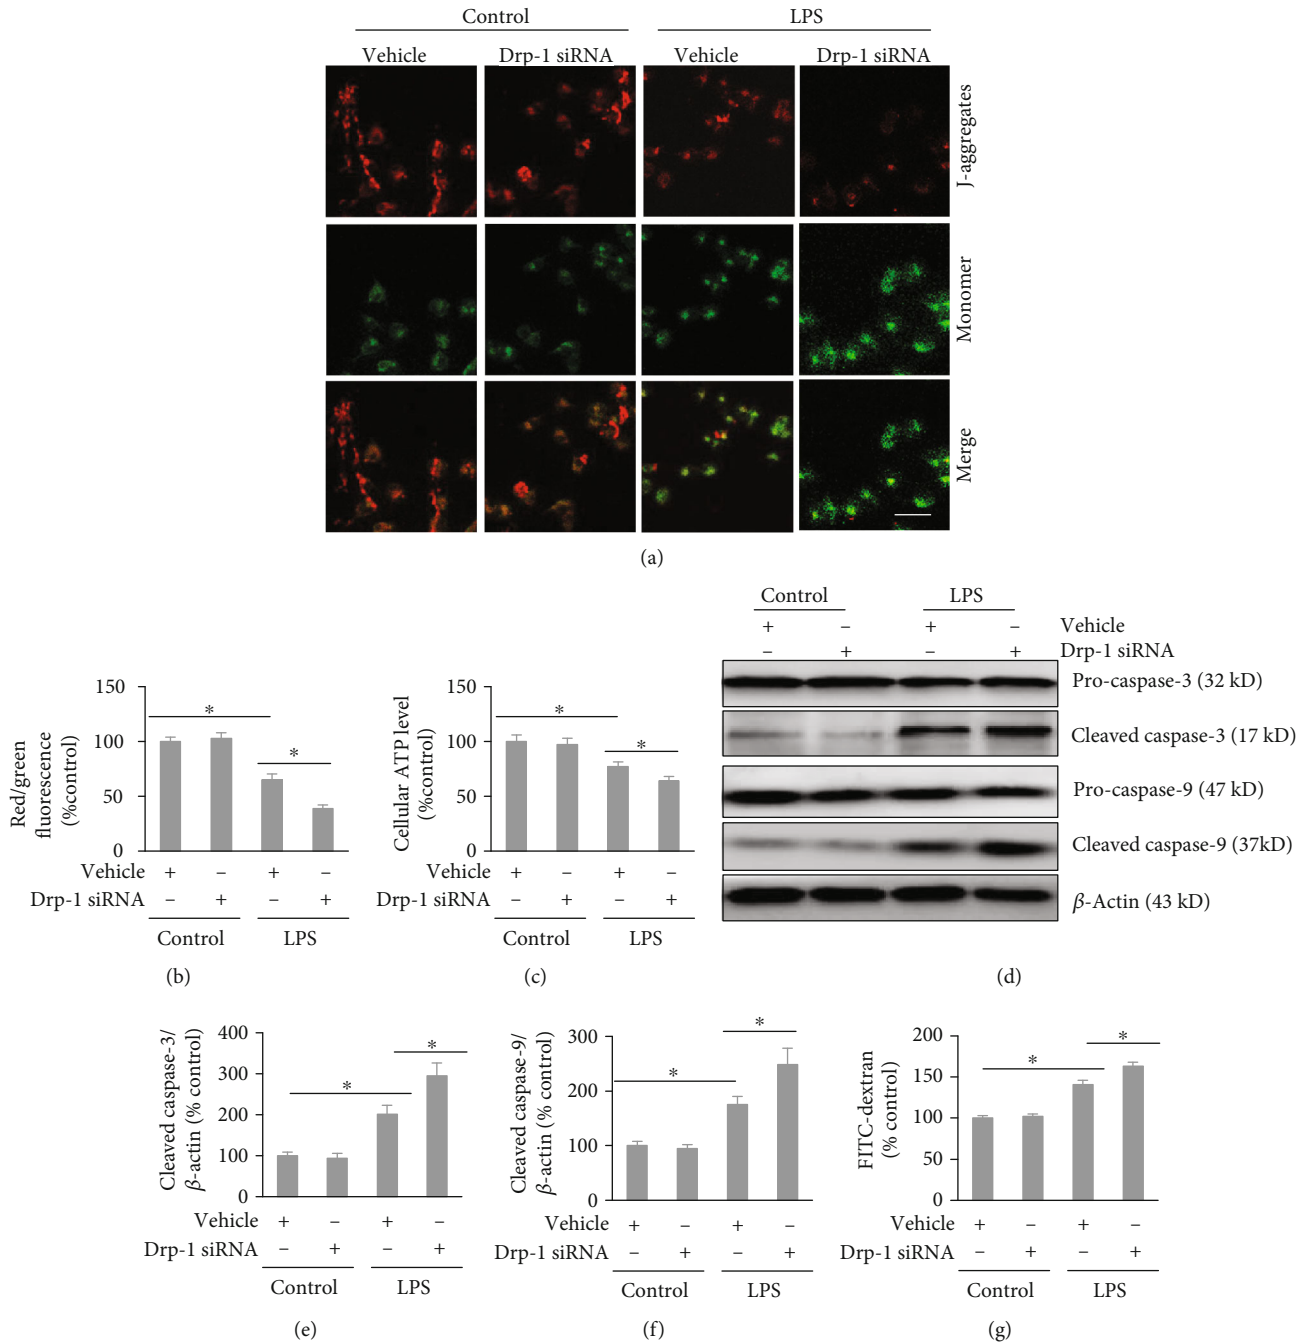 Control LPS
Vehicle Drp-1 siRNA Vehicle Drp-1 siRNA
J-aggregates
Monomer
Merge
(a)
Red/green
fluorescence
(%control)
150
100
50
0
* *
Vehicle + − + −
Drp-1 siRNA − + − +
Control LPS
(b)
Cellular ATP level
(%control)
150
100
50
0
* *
Vehicle + − + −
Drp-1 siRNA − + − +
Control LPS
(c)
Control LPS
+ − + − Vehicle
− + − + Drp-1 siRNA
Pro-caspase-3 (32 kD)
Cleaved caspase-3 (17 kD)
Pro-caspase-9 (47 kD)
Cleaved caspase-9 (37kD)
β-Actin (43 kD)
(d)
Cleaved caspase-3/
β-actin (% control)
400
300
200
100
0
* *
Vehicle + − + −
Drp-1 siRNA − + − +
Control LPS
(e)
Cleaved caspase-9/
β-actin (% control)
300
200
100
0
* *
Vehicle + − + −
Drp-1 siRNA − + − +
Control LPS
(f)
FITC-dextran
(% control)
200
150
100
50
0
* *
Vehicle + − + −
Drp-1 siRNA − + − +
Control LPS
(g)